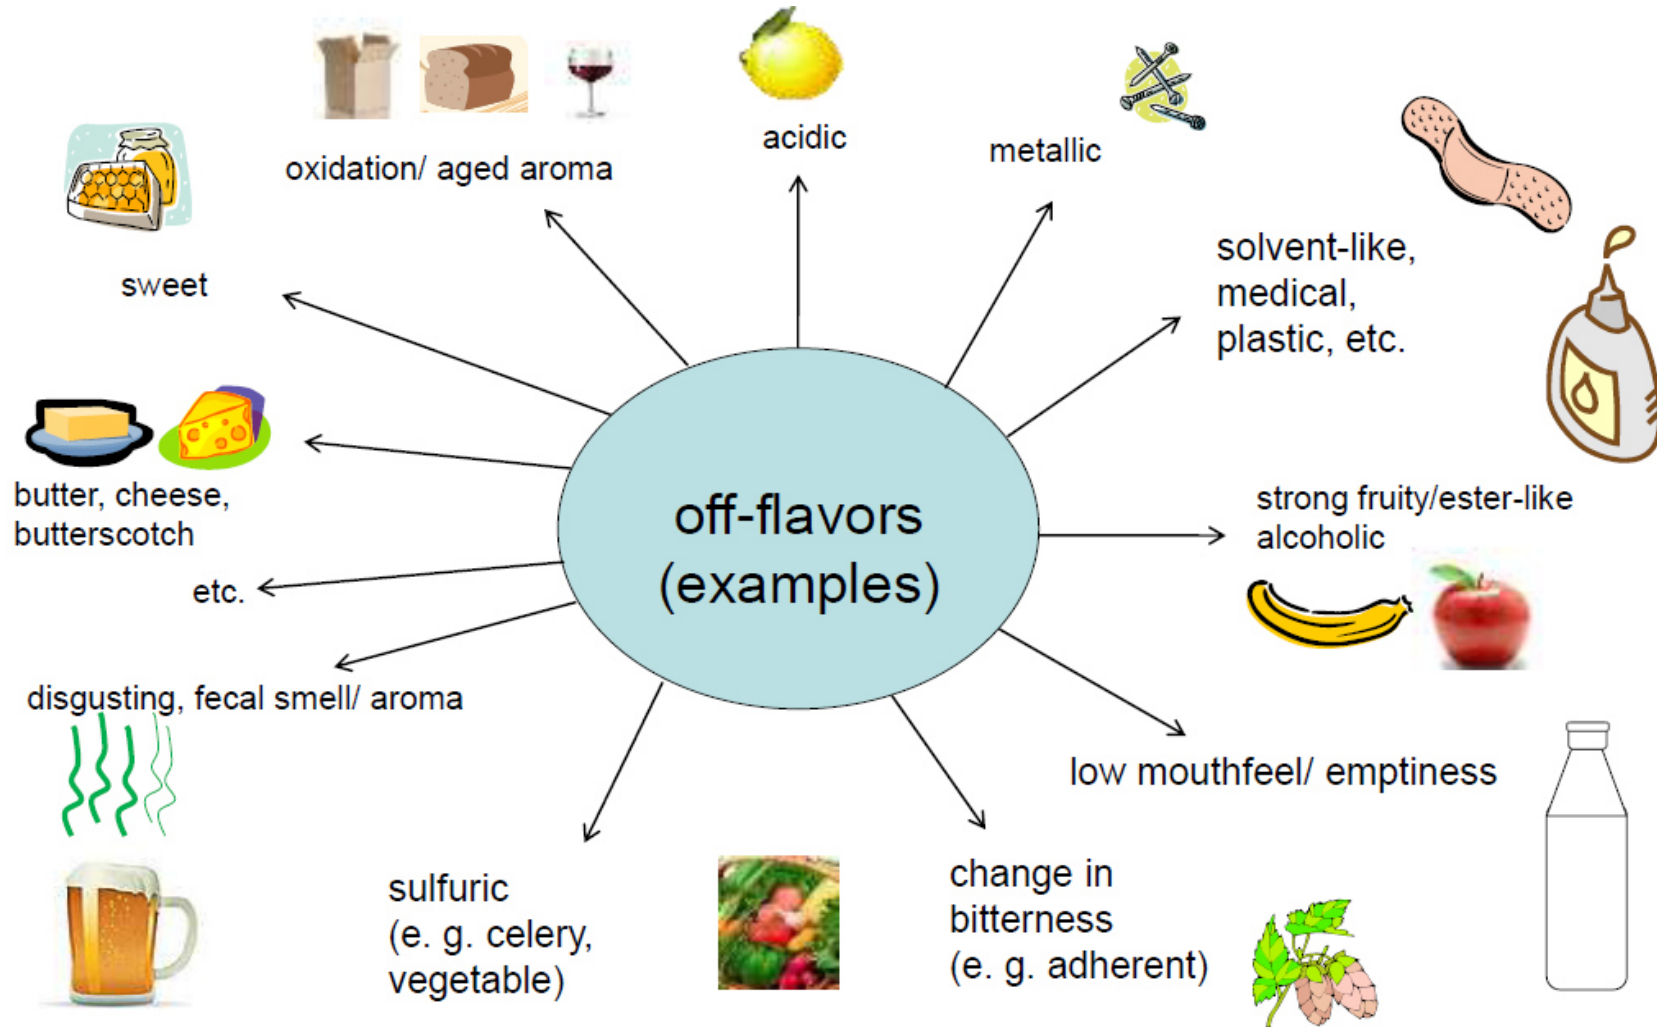 oxidation/ aged aroma
acidic
metallic
sweet
solvent-like,
medical,
plastic, etc.
butter, cheese,
butterscotch
off-flavors
(examples)
strong fruity/ester-like
alcoholic
etc.
disgusting, fecal smell/ aroma
low mouthfeel/ emptiness
sulfuric
(e. g. celery,
vegetable)
change in
bitterness
(e. g. adherent)